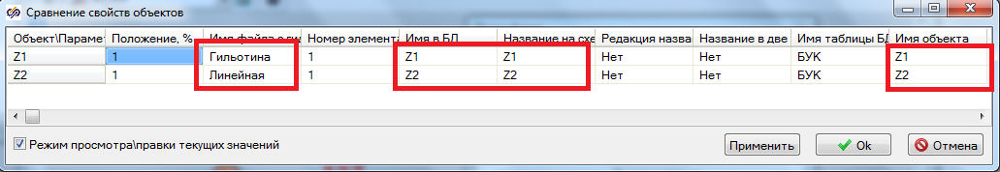 Сравнение свойств объектов
Объект\Парамет Положение, % Имя файла с гид Номер элемента Имя в БД Название на схе Редакция назва Название в две Имя таблицы БД Имя объекта
Z1 1 Гильотина 1 Z1 Z1 Нет Нет БУК Z1
Z2 1 Линейная 1 Z2 Z2 Нет Нет БУК Z2
Режим просмотра\правки текущих значений Применить Ok Отмена